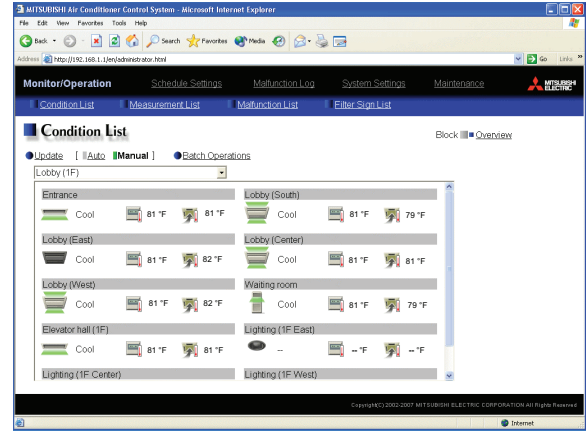 MITSUBISHI Air Conditioner Control System - Microsoft Internet Explorer
File Edit View Favorites Tools Help
Back Search Favorites Media
Address http://192.168.1.1/en/administrator.html Go Links »
Monitor/Operation Schedule Settings Malfunction Log System Settings Maintenance MITSUBISHI ELECTRIC
Condition List Measurement List Malfunction List Filter Sign List
Condition List
Block Overview
Update [ Auto Manual ] Batch Operations
Lobby (1F)
Entrance Lobby (South)
Cool 81 °F 81 °F Cool 81 °F 79 °F
Lobby (East) Lobby (Center)
Cool 81 °F 82 °F Cool 81 °F 81 °F
Lobby (West) Waiting room
Cool 81 °F 82 °F Cool 81 °F 79 °F
Elevator hall (1F) Lighting (1F East)
Cool 81 °F 81 °F -- -- °F -- °F
Lighting (1F Center) Lighting (1F West)
Copyright(C) 2002-2007 MITSUBISHI ELECTRIC CORPORATION All Rights Reserved
Internet